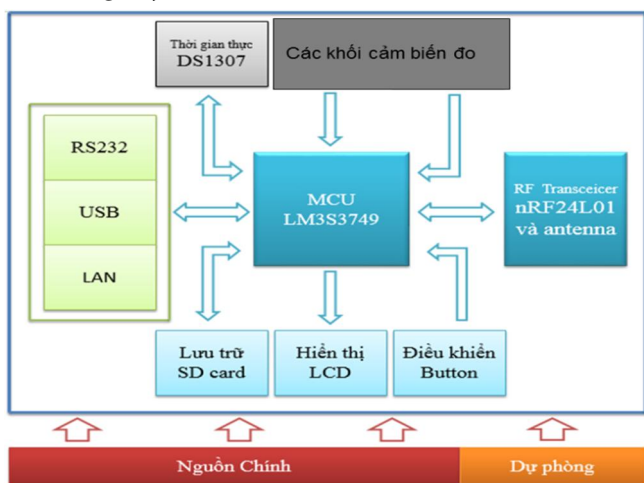 Thời gian thực
DS1307
Các khối cảm biến đo
RS232
USB
LAN
MCU
LM3S3749
RF Transceicer
nRF24L01
và antenna
Lưu trữ
SD card
Hiển thị
LCD
Điều khiển
Button
Nguồn Chính
Dự phòng